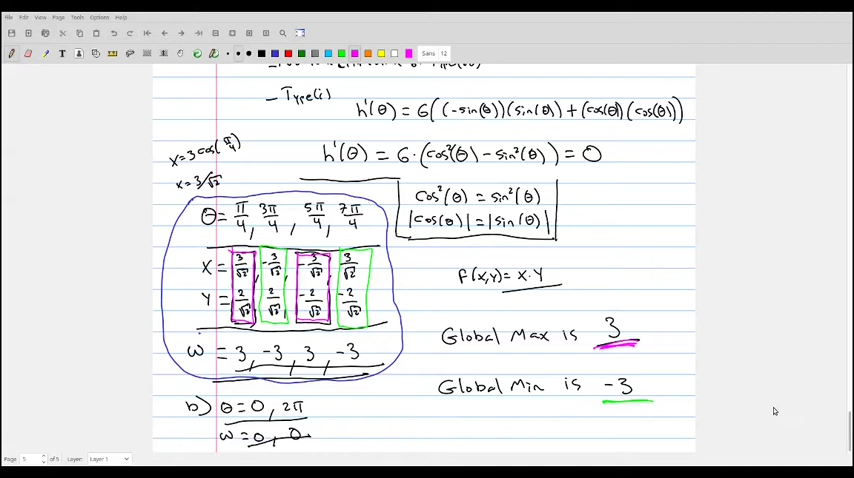 File Edit View Page Tools Options Help
Sans 12
- Type(i)
h'(θ) = 6((-sin(θ))(sin(θ)) + (cos(θ))(cos(θ)))
x=3cos(π/4)
h'(θ) = 6·(cos²(θ) - sin²(θ)) = 0
x=3/√2
cos²(θ) = sin²(θ)
|cos(θ)| = |sin(θ)|
θ = π/4, 3π/4, 5π/4, 7π/4
X = 3/√2, -3/√2, -3/√2, 3/√2
f(x,y) = x·y
Y = 2/√2, 2/√2, -2/√2, -2/√2
Global Max is 3
W = 3, -3, 3, -3
Global Min is -3
b) θ = 0, 2π
W = 0, 0
Page 5 of 5 Layer: Layer 1